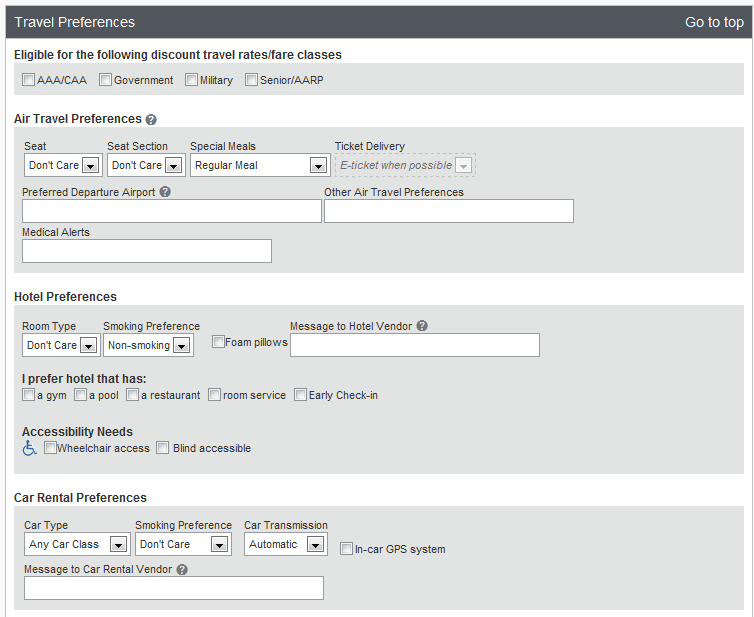 Travel Preferences Go to top
Eligible for the following discount travel rates/fare classes
AAA/CAA Government Military Senior/AARP
Air Travel Preferences ?
Seat Seat Section Special Meals Ticket Delivery
Don't Care Don't Care Regular Meal E-ticket when possible
Preferred Departure Airport ? Other Air Travel Preferences
Medical Alerts
Hotel Preferences
Room Type Smoking Preference Message to Hotel Vendor ?
Don't Care Non-smoking Foam pillows
I prefer hotel that has:
a gym a pool a restaurant room service Early Check-in
Accessibility Needs
Wheelchair access Blind accessible
Car Rental Preferences
Car Type Smoking Preference Car Transmission
Any Car Class Don't Care Automatic In-car GPS system
Message to Car Rental Vendor ?